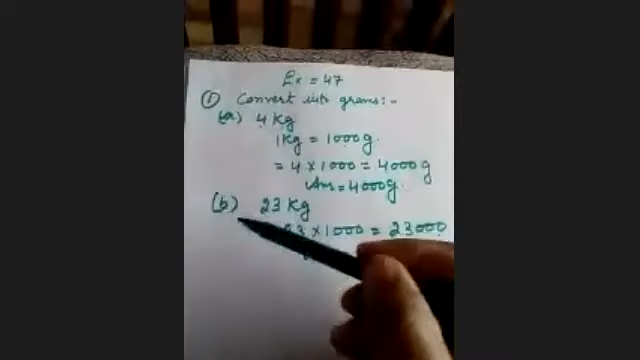 Ex = 47
① Convert into grams:-
(a) 4 Kg
1Kg = 1000g
= 4 × 1000 = 4000 g
Ans = 4000g.
(b) 23 Kg
23 × 1000 = 23000